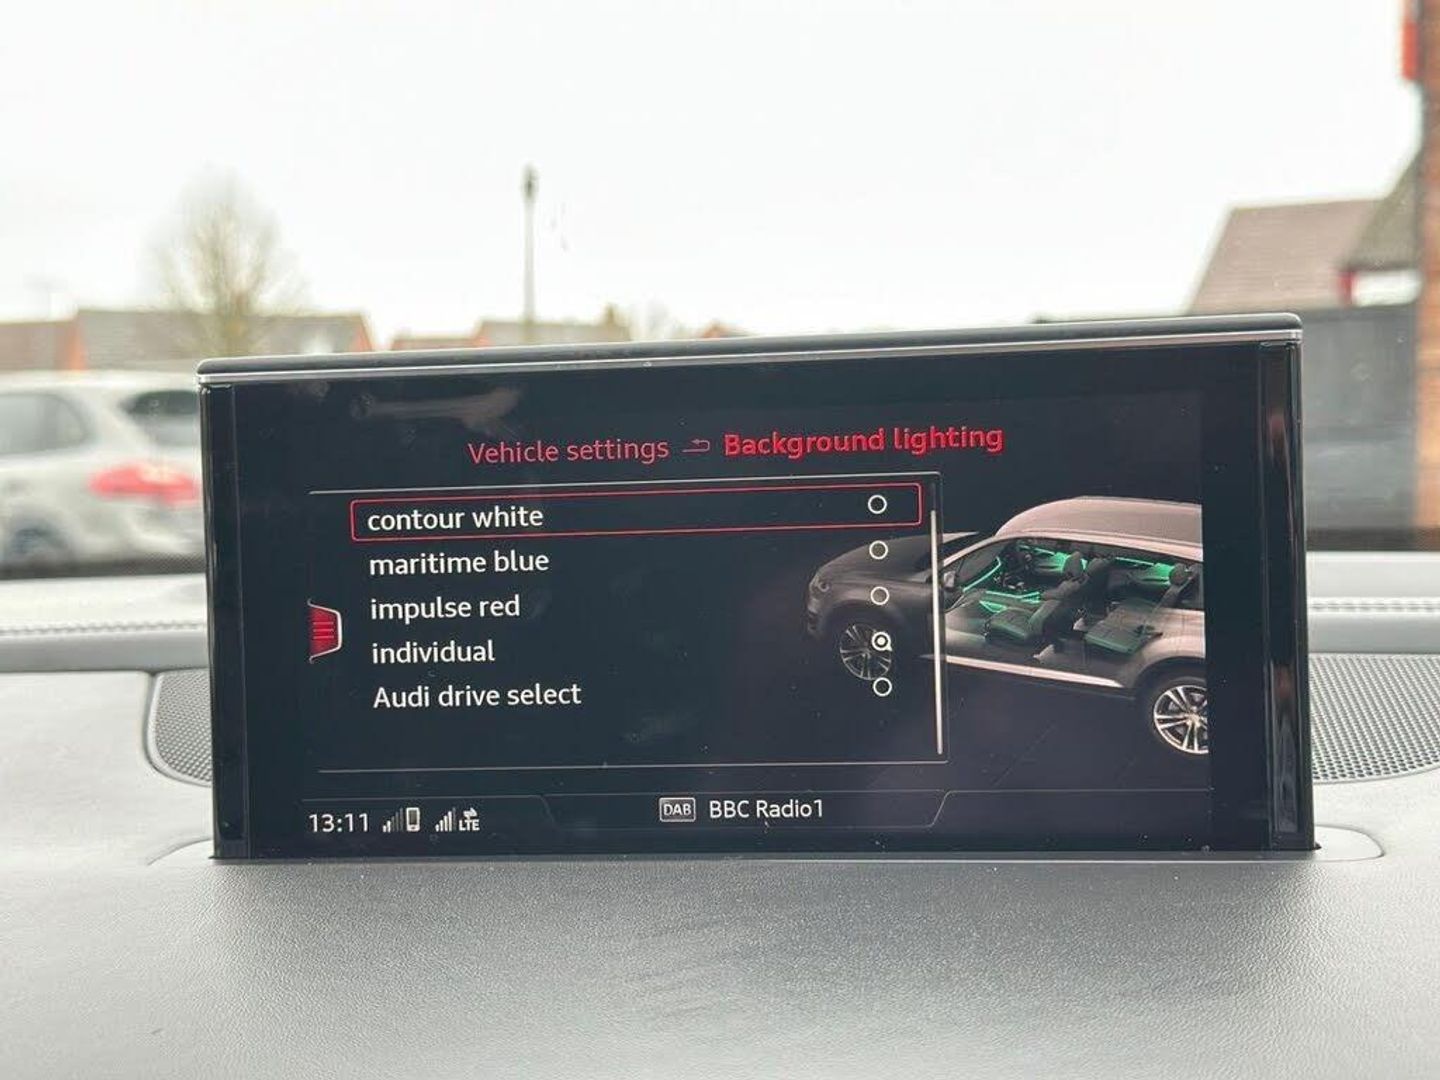 Vehicle settings Background lighting
contour white
maritime blue
impulse red
individual
Audi drive select
13:11 LTE DAB BBC Radio1